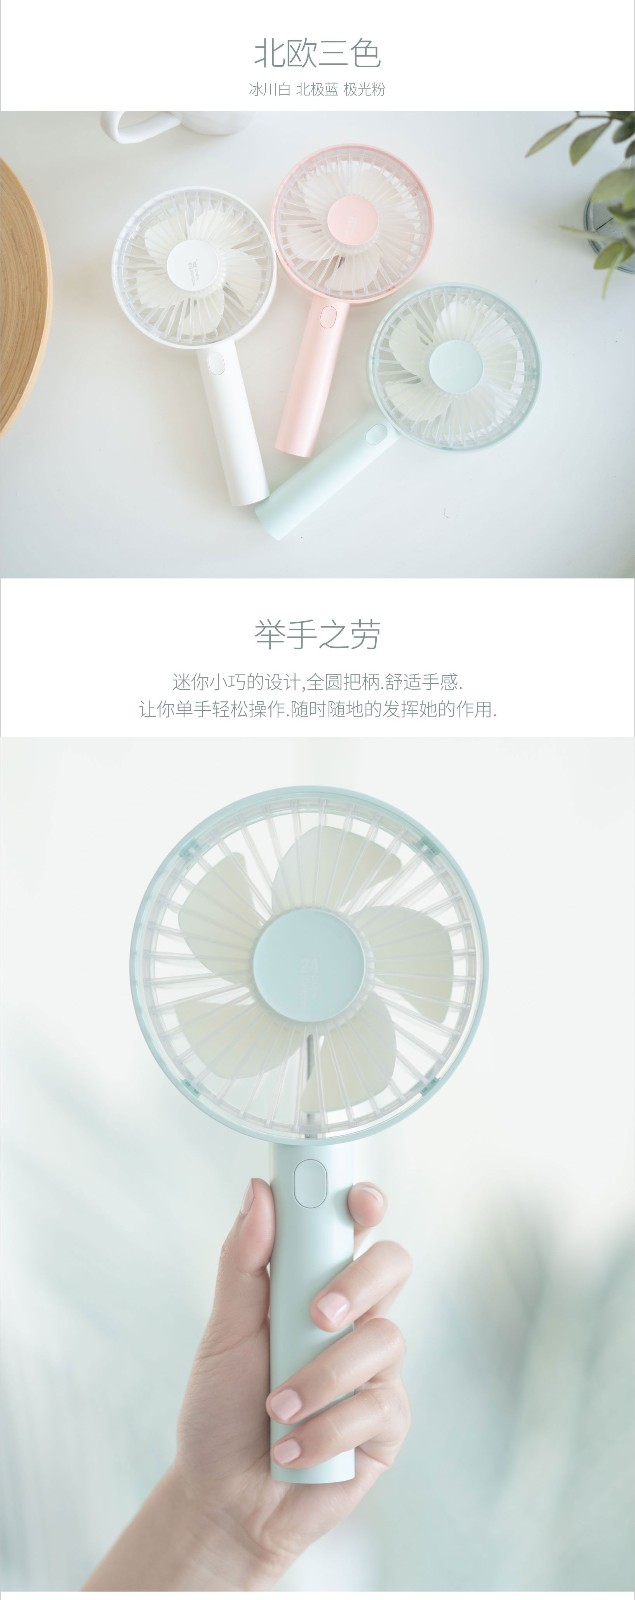 北欧三色
冰川白 北极蓝 极光粉
举手之劳
迷你小巧的设计,全圆把柄.舒适手感.
让你单手轻松操作.随时随地的发挥她的作用.